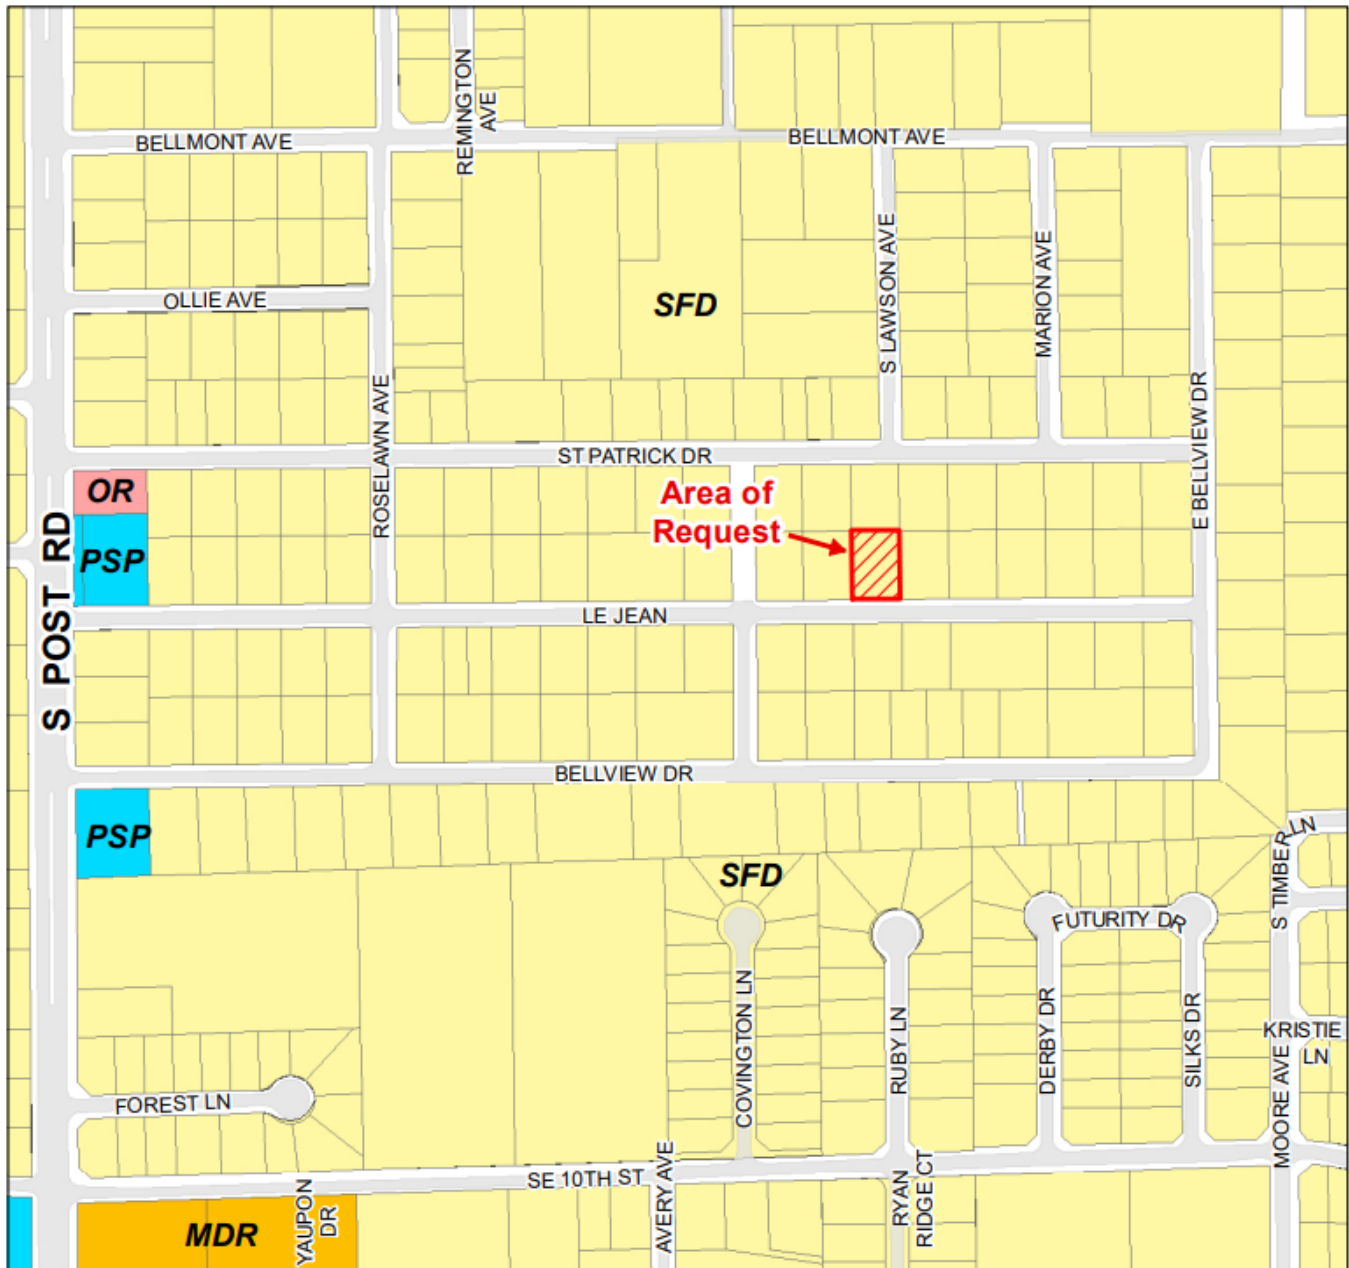 REMINGTON
AVE
BELLMONT AVE
BELLMONT AVE
S LAWSON AVE
MARION AVE
OLLIE AVE
SFD
ROSELAWN AVE
E BELLVIEW DR
ST PATRICK DR
OR
Area of
Request
PSP
S POST RD
LE JEAN
BELLVIEW DR
PSP
SFD
S TIMBER LN
FUTURITY DR
COVINGTON LN
RUBY LN
DERBY DR
SILKS DR
KRISTIE
LN
MOORE AVE
FOREST LN
SE 10TH ST
AVERY AVE
RYAN
RIDGE CT
YAUPON
DR
MDR